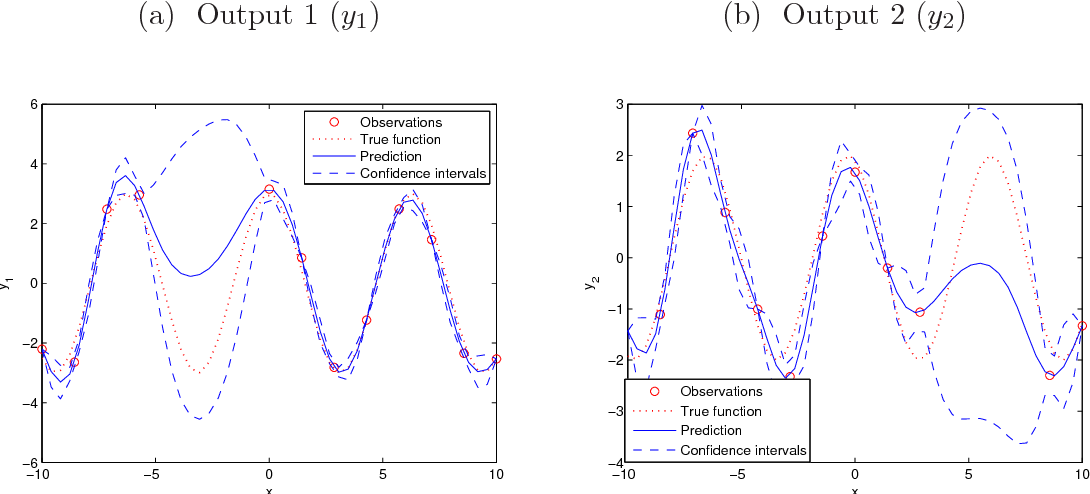 (a) Output 1 (y₁)
(b) Output 2 (y₂)
6
4
2
0
−2
−4
−6
y₁
−10
−5
0
5
10
x
Observations
True function
Prediction
Confidence intervals
3
2
1
0
−1
−2
−3
−4
y₂
−10
−5
0
5
10
x
Observations
True function
Prediction
Confidence intervals